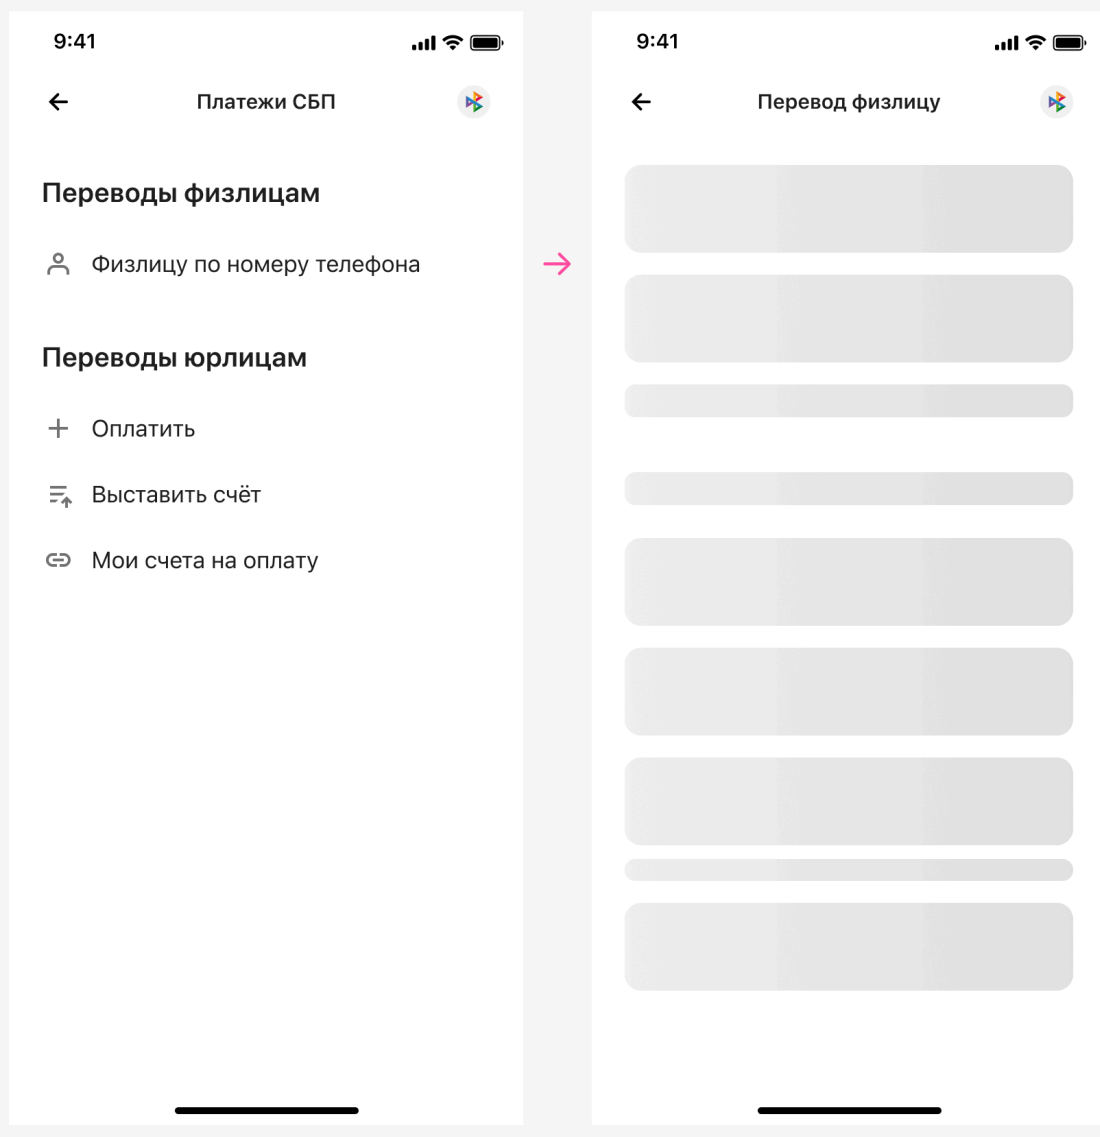 9:41
Платежи СБП
Переводы физлицам
Физлицу по номеру телефона
Переводы юрлицам
Оплатить
Выставить счёт
Мои счета на оплату
9:41
Перевод физлицу